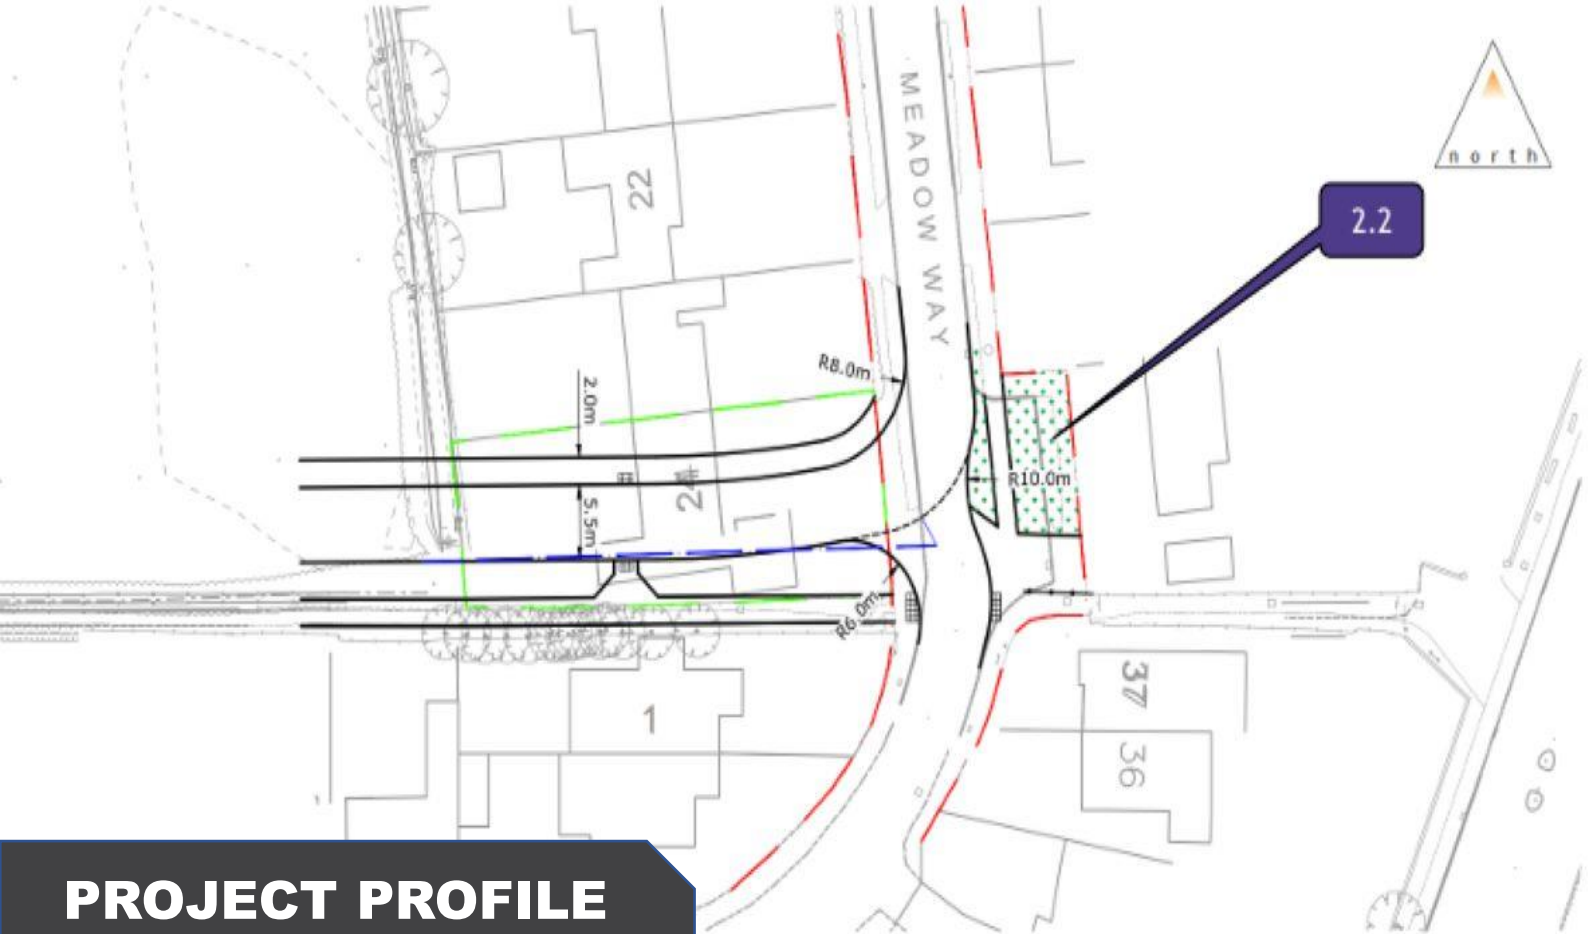 MEADOW WAY
north
2.2
22
R8.0m
2.0m
24
R10.0m
5.5m
R6.0m
1
37
36
PROJECT PROFILE